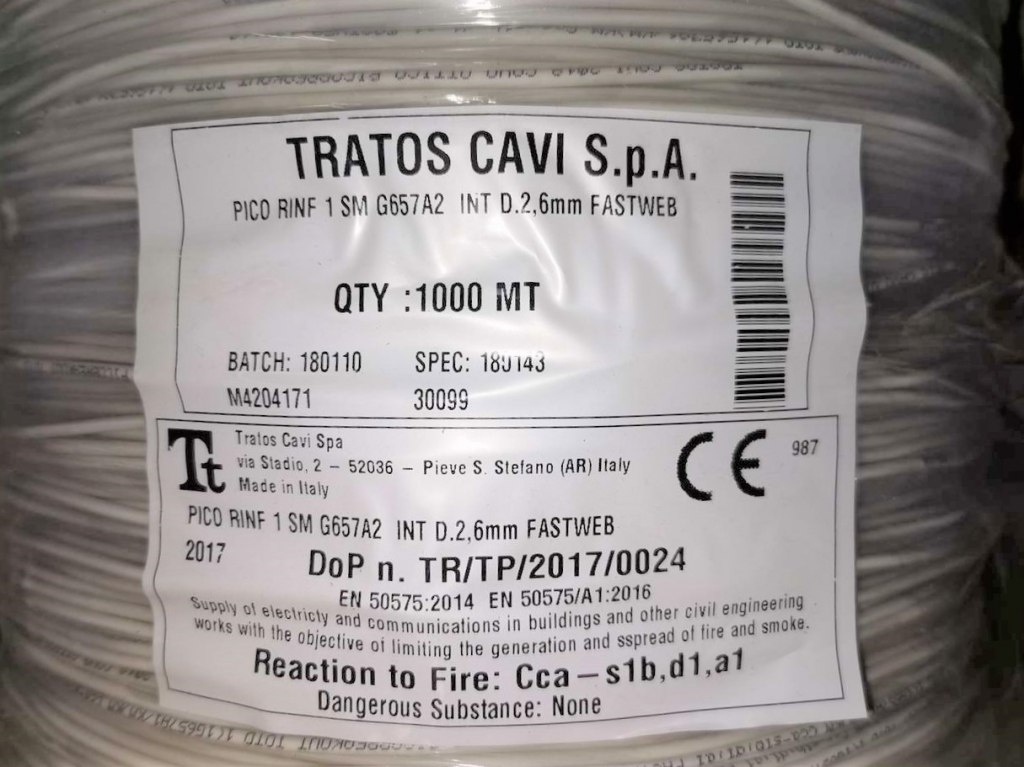 TRATOS CAVI S.p.A.
PICO RINF 1 SM G657A2 INT D.2,6mm FASTWEB
QTY :1000 MT
BATCH: 180110 SPEC:
M4204171 30099
Tt
Tratos Cavi Spa
via Stadio, 2 – 52036 – Pieve S. Stefano (AR) Italy
Made in Italy
CE 987
PICO RINF 1 SM G657A2 INT D.2,6mm FASTWEB
2017
DoP n. TR/TP/2017/0024
EN 50575:2014 EN 50575/A1:2016
Supply of electricty and communications in buildings and other civil engineering
works with the objective of limiting the generation and sspread of fire and smoke.
Reaction to Fire: Cca – s1b,d1,a1
Dangerous Substance: None